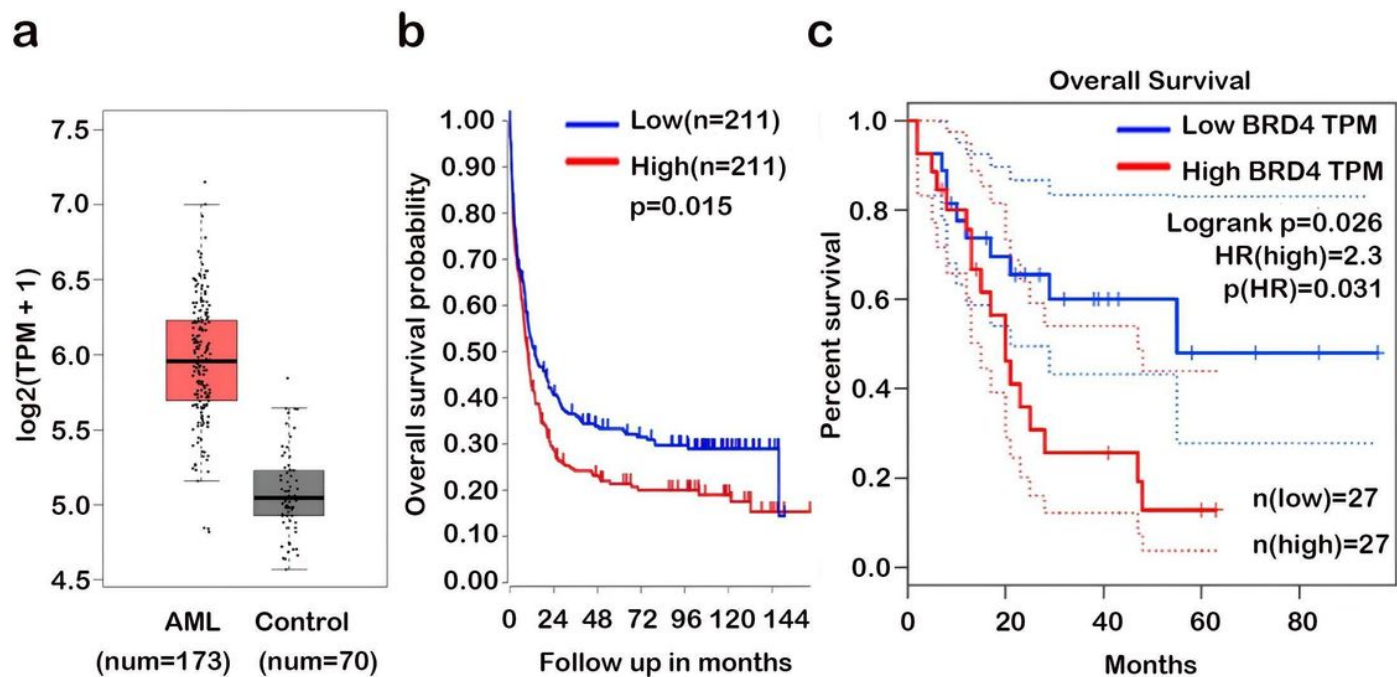 a
7.5
7.0
6.5
6.0
5.5
5.0
4.5
log2(TPM + 1)
AML Control
(num=173) (num=70)
b
1.00
0.90
0.80
0.70
0.60
0.50
0.40
0.30
0.20
0.10
0.00
Overall survival probability
Low(n=211)
High(n=211)
p=0.015
0 24 48 72 96 120 144
Follow up in months
c
Overall Survival
1.0
0.8
0.6
0.4
0.2
0.0
Percent survival
Low BRD4 TPM
High BRD4 TPM
Logrank p=0.026
HR(high)=2.3
p(HR)=0.031
n(low)=27
n(high)=27
0 20 40 60 80
Months